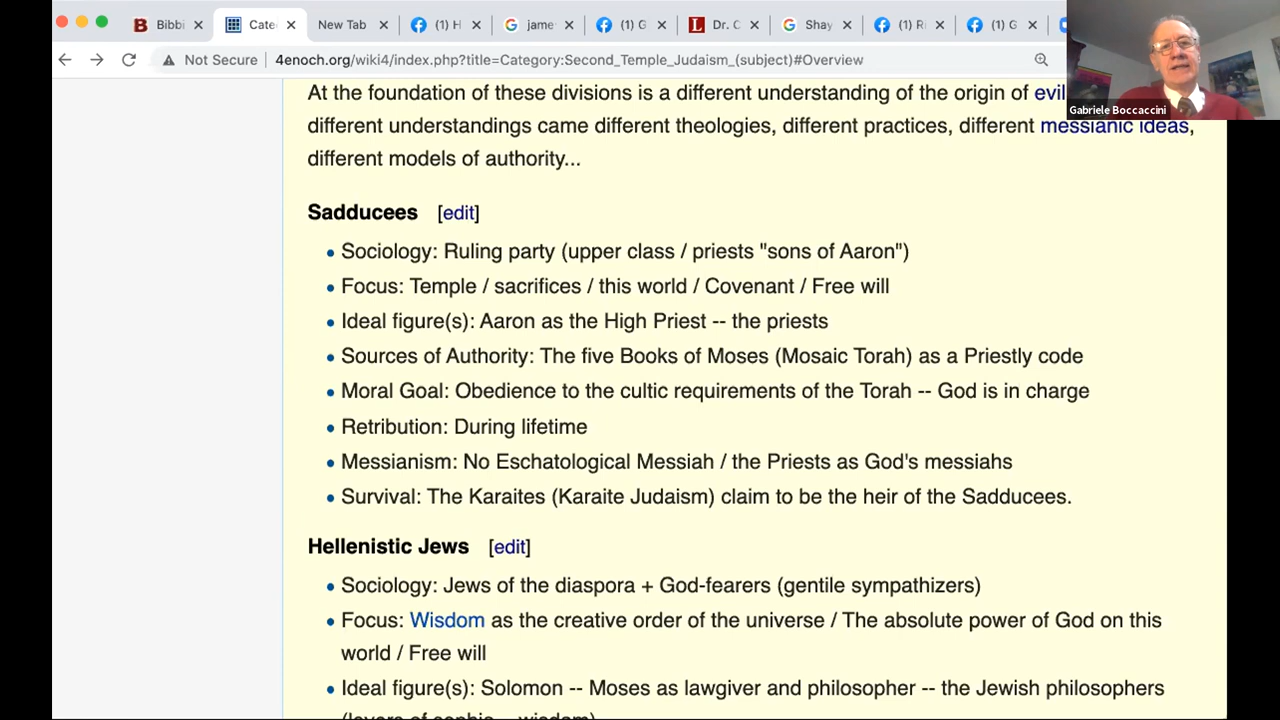 Bibbi
Cate
New Tab
(1) H
jame
(1) G
Dr. C
Shay
(1) Ri
(1) G
Not Secure 4enoch.org/wiki4/index.php?title=Category:Second_Temple_Judaism_(subject)#Overview
Gabriele Boccaccini
At the foundation of these divisions is a different understanding of the origin of evil
different understandings came different theologies, different practices, different messianic ideas,
different models of authority...
Sadducees [edit]
• Sociology: Ruling party (upper class / priests "sons of Aaron")
• Focus: Temple / sacrifices / this world / Covenant / Free will
• Ideal figure(s): Aaron as the High Priest -- the priests
• Sources of Authority: The five Books of Moses (Mosaic Torah) as a Priestly code
• Moral Goal: Obedience to the cultic requirements of the Torah -- God is in charge
• Retribution: During lifetime
• Messianism: No Eschatological Messiah / the Priests as God's messiahs
• Survival: The Karaites (Karaite Judaism) claim to be the heir of the Sadducees.
Hellenistic Jews [edit]
• Sociology: Jews of the diaspora + God-fearers (gentile sympathizers)
• Focus: Wisdom as the creative order of the universe / The absolute power of God on this
world / Free will
• Ideal figure(s): Solomon -- Moses as lawgiver and philosopher -- the Jewish philosophers